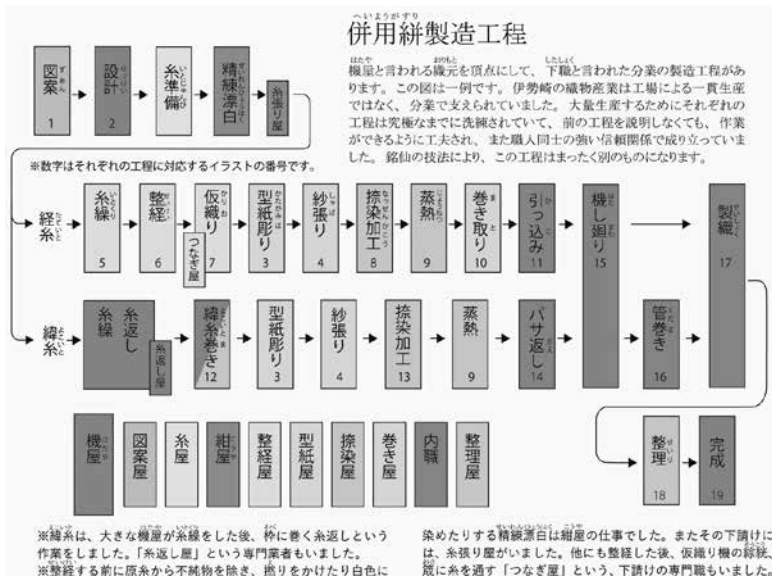 併用絣製造工程
機屋と言われる織元を頂点にして、下職と言われた分業の製造工程があ
ります。この図は一例です。伊勢崎の織物産業は工場による一貫生産
ではなく、分業で支えられていました。大量生産するためにそれぞれの
工程は究極なまでに洗練されていて、前の工程を説明しなくても、作業
ができるように工夫され、また職人同士の強い信頼関係で成り立っていま
した。銘仙の技法により、この工程はまったく別のものになります。
図案 1
設計 2
糸準備
精練漂白
糸張り屋
※数字はそれぞれの工程に対応するイラストの番号です。
経糸
糸繰 5
整経 6
仮織り 7
つなぎ屋
型紙彫り 3
紗張り 4
捺染加工 8
蒸熱 9
巻き取り 10
引っ込み 11
機し廻り 15
製織 17
緯糸
糸返し
糸繰
糸返し屋
緯糸巻き 12
型紙彫り 3
紗張り 4
捺染加工 13
蒸熱 9
バサ返し 14
管巻き 16
整理 18
完成 19
機屋
図案屋
糸屋
紺屋
整経屋
型紙屋
捺染屋
巻き屋
内職
整理屋
※緯糸は、大きな機屋が糸繰をした後、枠に巻く糸返しという
作業をしました。「糸返し屋」という専門業者もいました。
※整経する前に原糸から不純物を除き、撚りをかけたり白色に
染めたりする精練漂白は紺屋の仕事でした。またその下請けに
は、糸張り屋がいました。他にも整経した後、仮織り機の綜絖、
筬に糸を通す「つなぎ屋」という、下請けの専門職もいました。